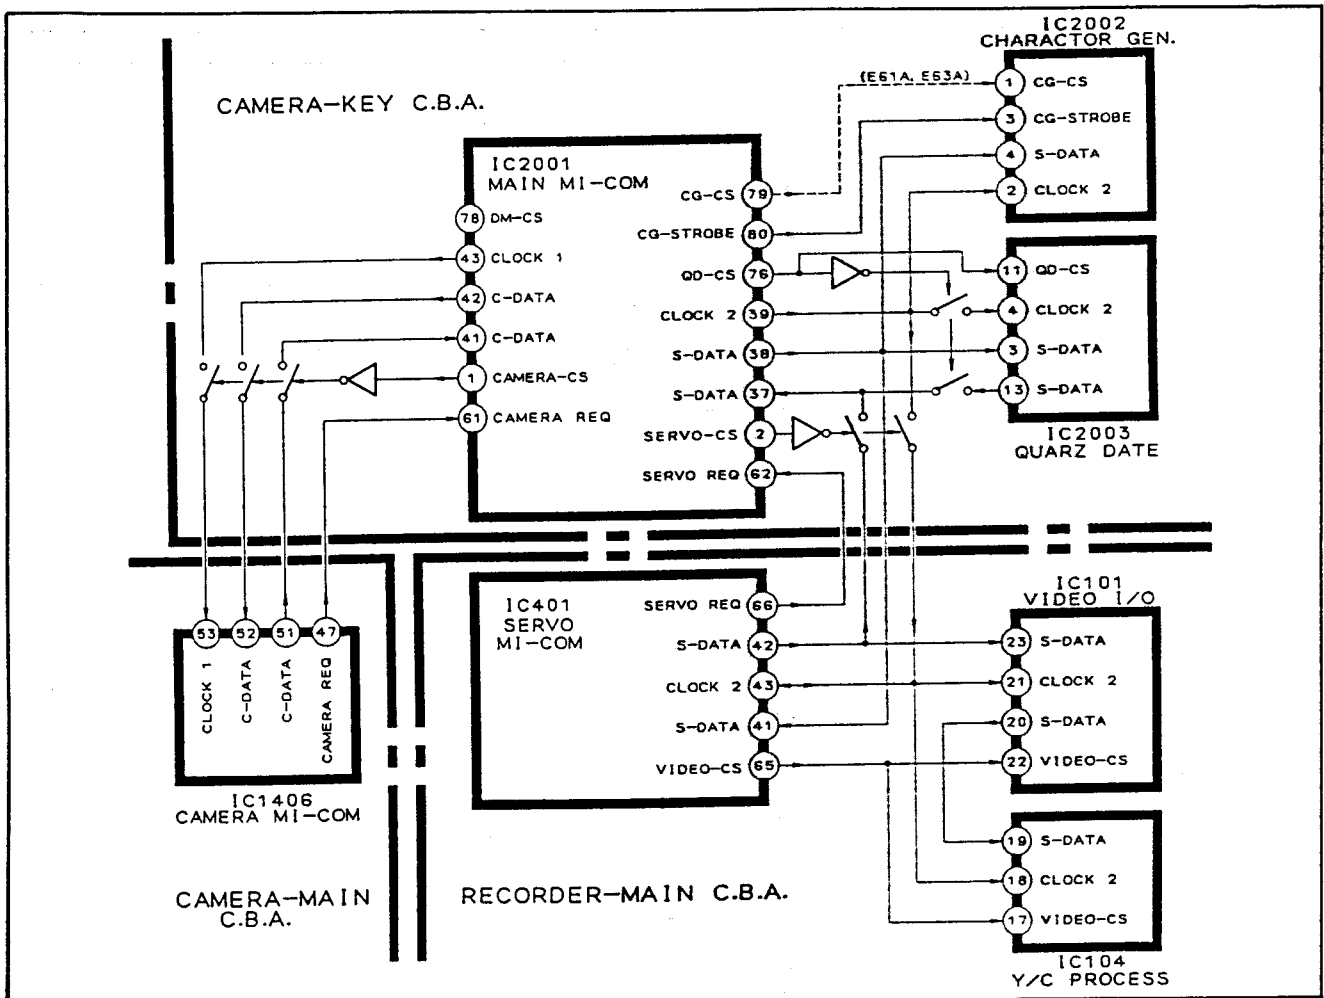 IC2002
CHARACTOR GEN.
(E61A, E63A)
1 CG-CS
3 CG-STROBE
4 S-DATA
2 CLOCK 2
CAMERA-KEY C.B.A.
IC2001
MAIN MI-COM
78 DM-CS
43 CLOCK 1
42 C-DATA
41 C-DATA
1 CAMERA-CS
61 CAMERA REQ
CG-CS 79
CG-STROBE 80
QD-CS 76
CLOCK 2 39
S-DATA 38
S-DATA 37
SERVO-CS 2
SERVO REQ 62
11 QD-CS
4 CLOCK 2
3 S-DATA
13 S-DATA
IC2003
QUARZ DATE
53 52 51 47
CLOCK 1
C-DATA
C-DATA
CAMERA REQ
IC1406
CAMERA MI-COM
CAMERA-MAIN
C.B.A.
IC401
SERVO
MI-COM
SERVO REQ 66
S-DATA 42
CLOCK 2 43
S-DATA 41
VIDEO-CS 65
RECORDER-MAIN C.B.A.
IC101
VIDEO I/O
23 S-DATA
21 CLOCK 2
20 S-DATA
22 VIDEO-CS
19 S-DATA
18 CLOCK 2
17 VIDEO-CS
IC104
Y/C PROCESS